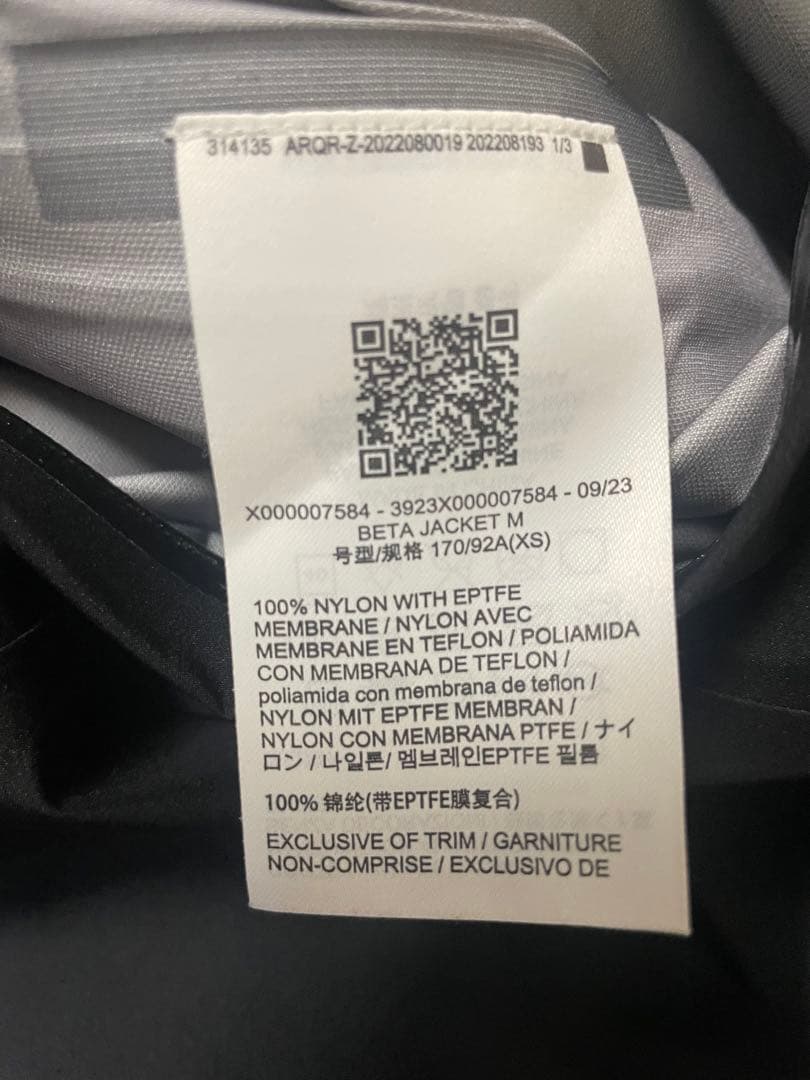 314135 ARQR-Z-2022080019 202208193 1/3
X000007584 - 3923X000007584 - 09/23
BETA JACKET M
号型/规格 170/92A(XS)
100% NYLON WITH EPTFE
MEMBRANE / NYLON AVEC
MEMBRANE EN TEFLON / POLIAMIDA
CON MEMBRANA DE TEFLON /
poliamida con membrana de teflon /
NYLON MIT EPTFE MEMBRAN /
NYLON CON MEMBRANA PTFE / ナイ
ロン / 나일론/ 멤브레인EPTFE 필름
100% 锦纶(带EPTFE膜复合)
EXCLUSIVE OF TRIM / GARNITURE
NON-COMPRISE / EXCLUSIVO DE